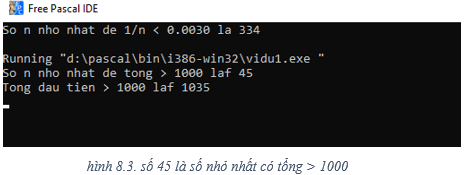 Free Pascal IDE
So n nho nhat de 1/n < 0.0030 la 334
Running "d:\pascal\bin\i386-win32\vidu1.exe "
So n nho nhat de tong > 1000 laf 45
Tong dau tien > 1000 laf 1035
hình 8.3. số 45 là số nhỏ nhất có tổng > 1000